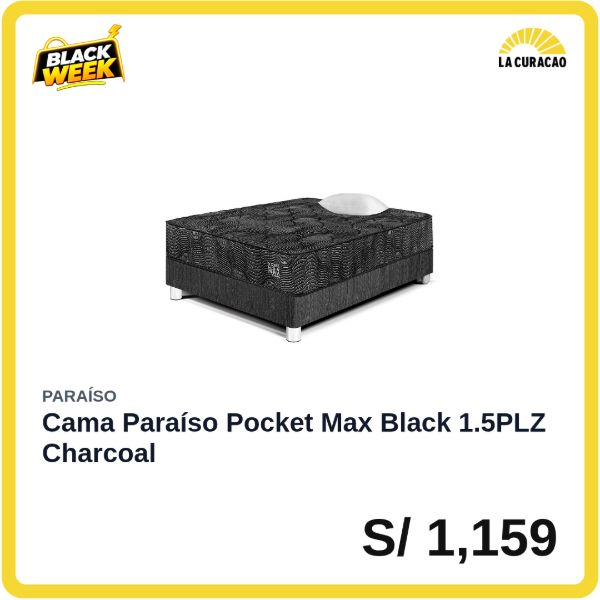 BLACK
WEEK
LA CURACAO
PARAÍSO
Cama Paraíso Pocket Max Black 1.5PLZ
Charcoal
S/ 1,159